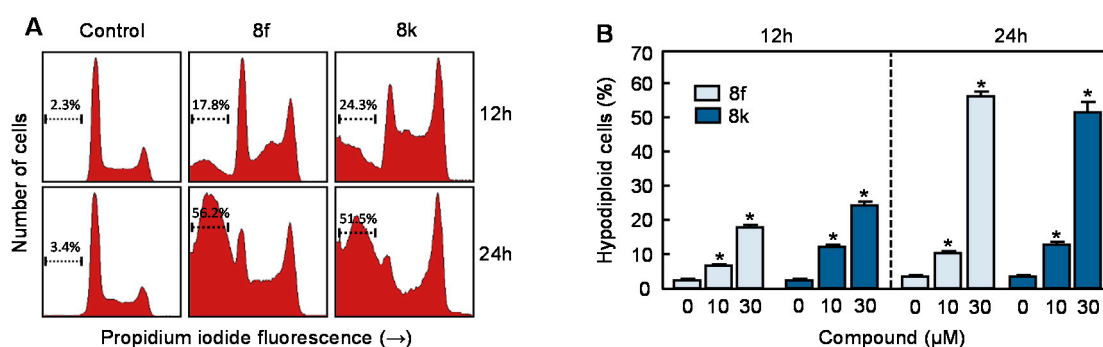 A
Control 8f 8k
Number of cells
2.3% 17.8% 24.3% 12h
3.4% 56.2% 51.5% 24h
Propidium iodide fluorescence (→)
B
12h 24h
Hypodiploid cells (%)
70
60
50
40
30
20
10
0
8f
8k
* * * * * * * *
0 10 30 0 10 30 0 10 30 0 10 30
Compound (μM)